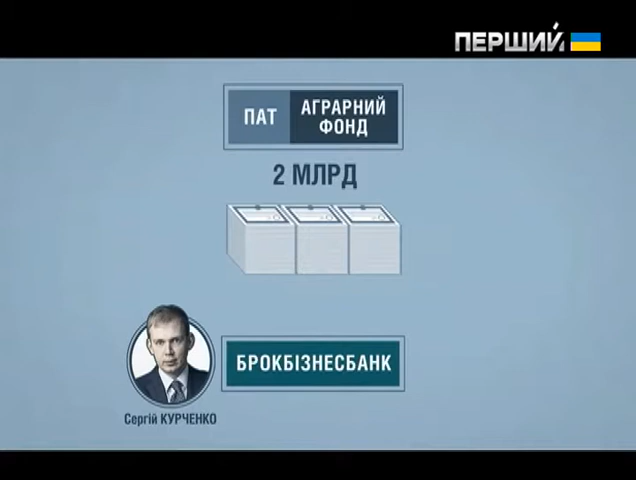 ПЕРШИЙ
ПАТ
АГРАРНИЙ
ФОНД
2 МЛРД
БРОКБІЗНЕСБАНК
Сергій КУРЧЕНКО